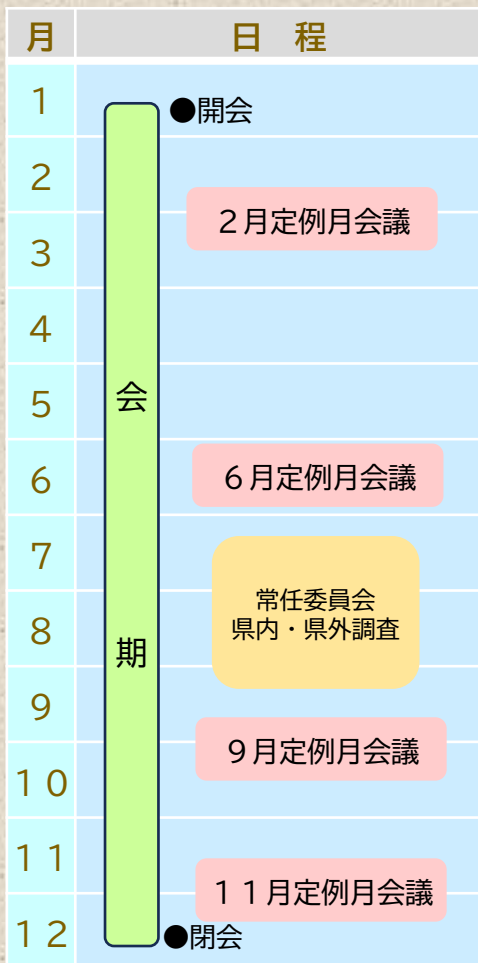 月 日 程
1
●開会
2
2月定例月会議
3
4
5
会
6
6月定例月会議
7
常任委員会
県内・県外調査
8
期
9
9月定例月会議
10
11
11月定例月会議
12
●閉会